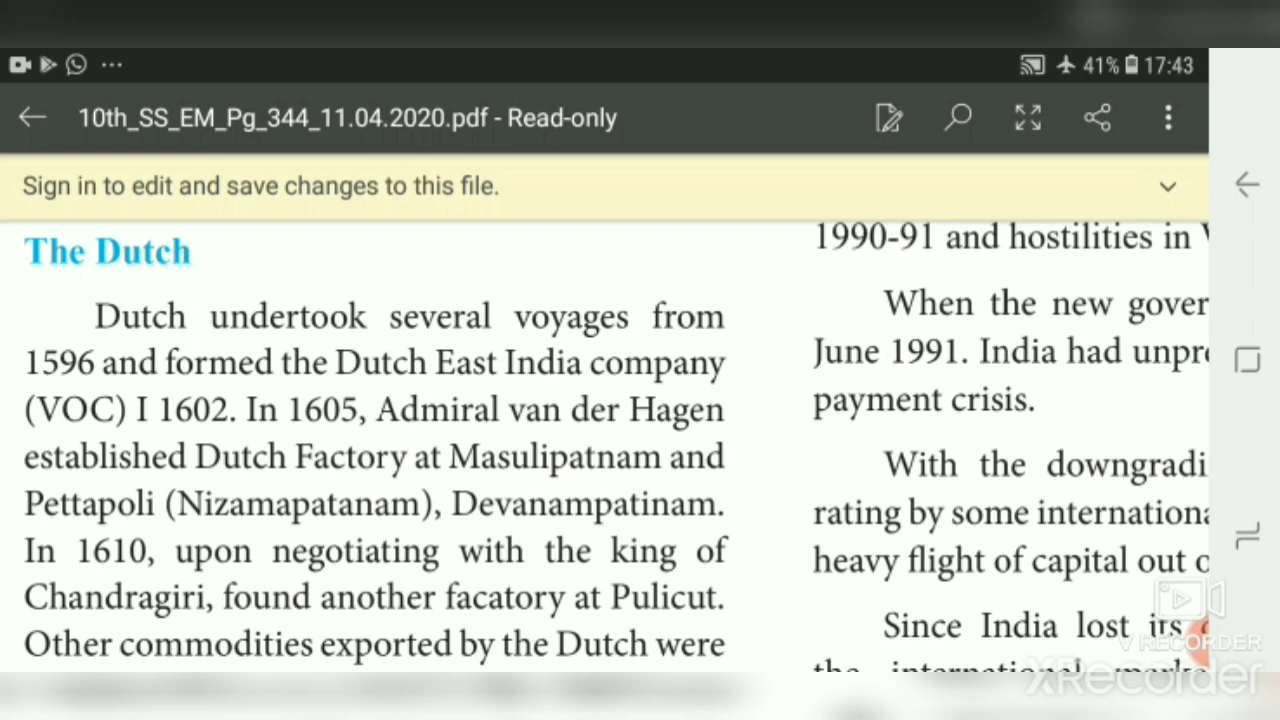 41% 17:43
10th_SS_EM_Pg_344_11.04.2020.pdf - Read-only
Sign in to edit and save changes to this file.
The Dutch
Dutch undertook several voyages from
1596 and formed the Dutch East India company
(VOC) I 1602. In 1605, Admiral van der Hagen
established Dutch Factory at Masulipatnam and
Pettapoli (Nizamapatanam), Devanampatinam.
In 1610, upon negotiating with the king of
Chandragiri, found another facatory at Pulicut.
Other commodities exported by the Dutch were
1990-91 and hostilities in
When the new gover
June 1991. India had unpr
payment crisis.
With the downgradi
rating by some internationa
heavy flight of capital out o
Since India lost its
the international
V RECORDER
XRecorder